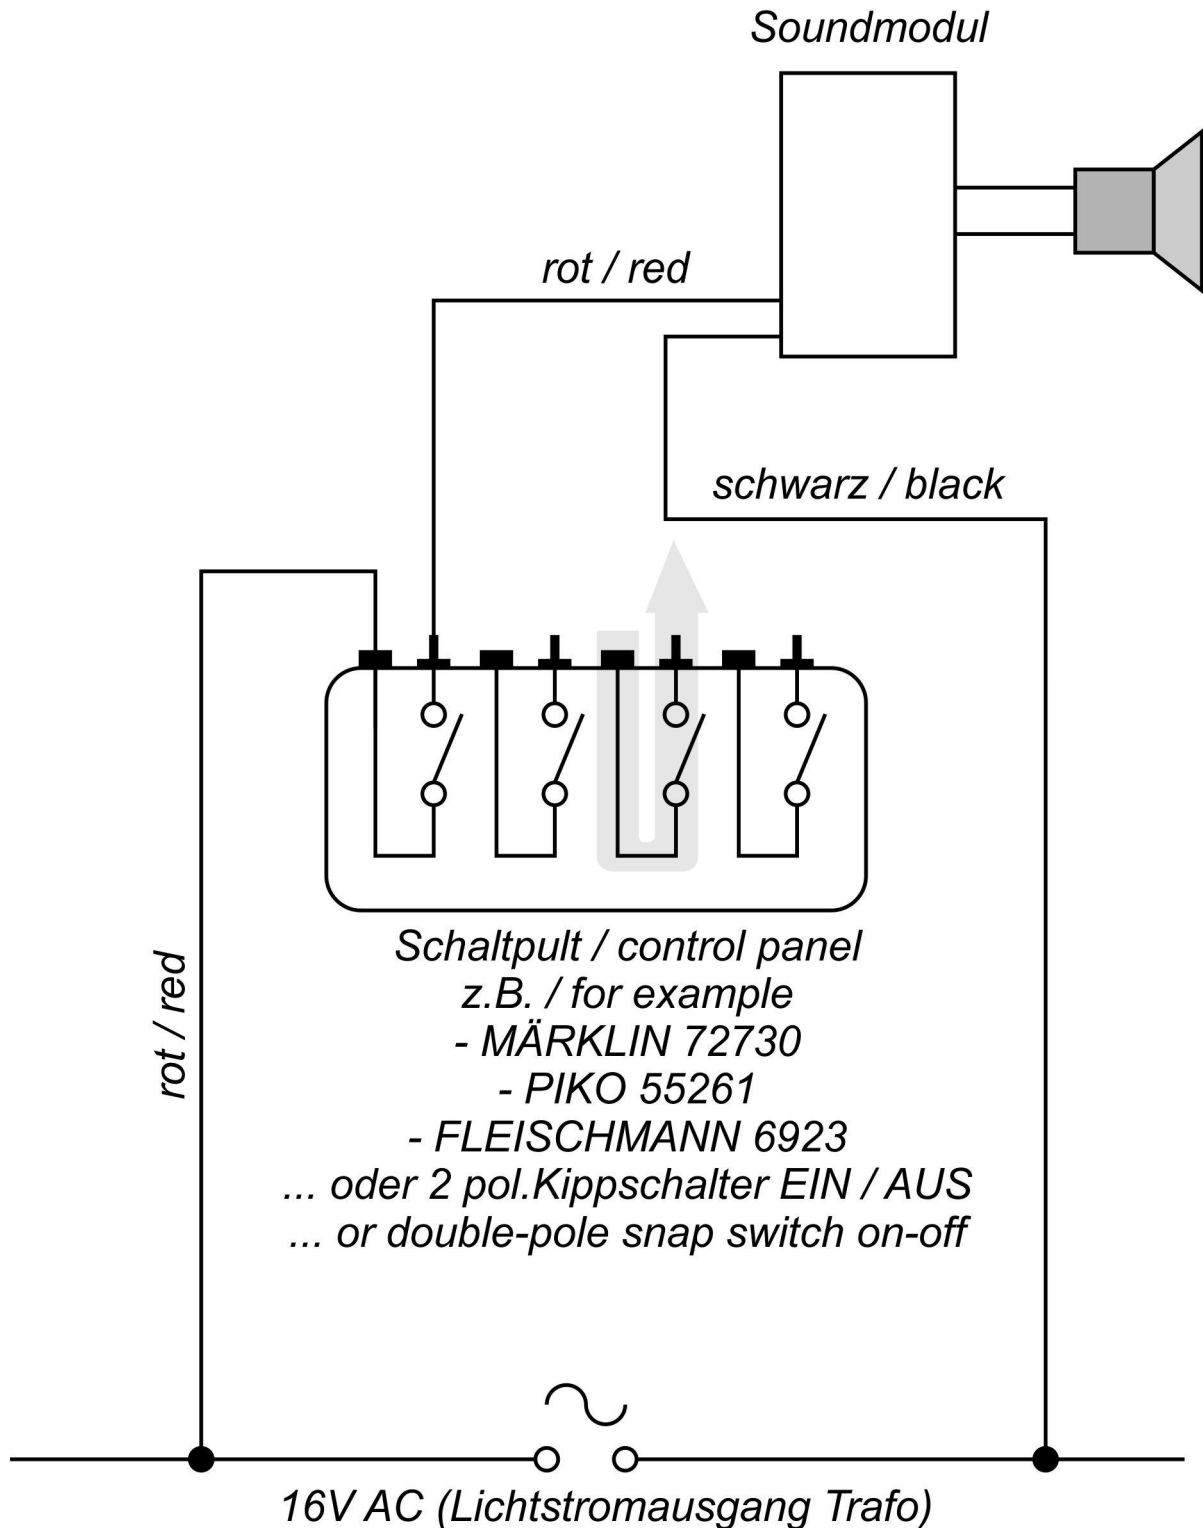 Soundmodul
rot / red
schwarz / black
Schaltpult / control panel
z.B. / for example
- MÄRKLIN 72730
- PIKO 55261
- FLEISCHMANN 6923
... oder 2 pol.Kippschalter EIN / AUS
... or double-pole snap switch on-off
rot / red
16V AC (Lichtstromausgang Trafo)